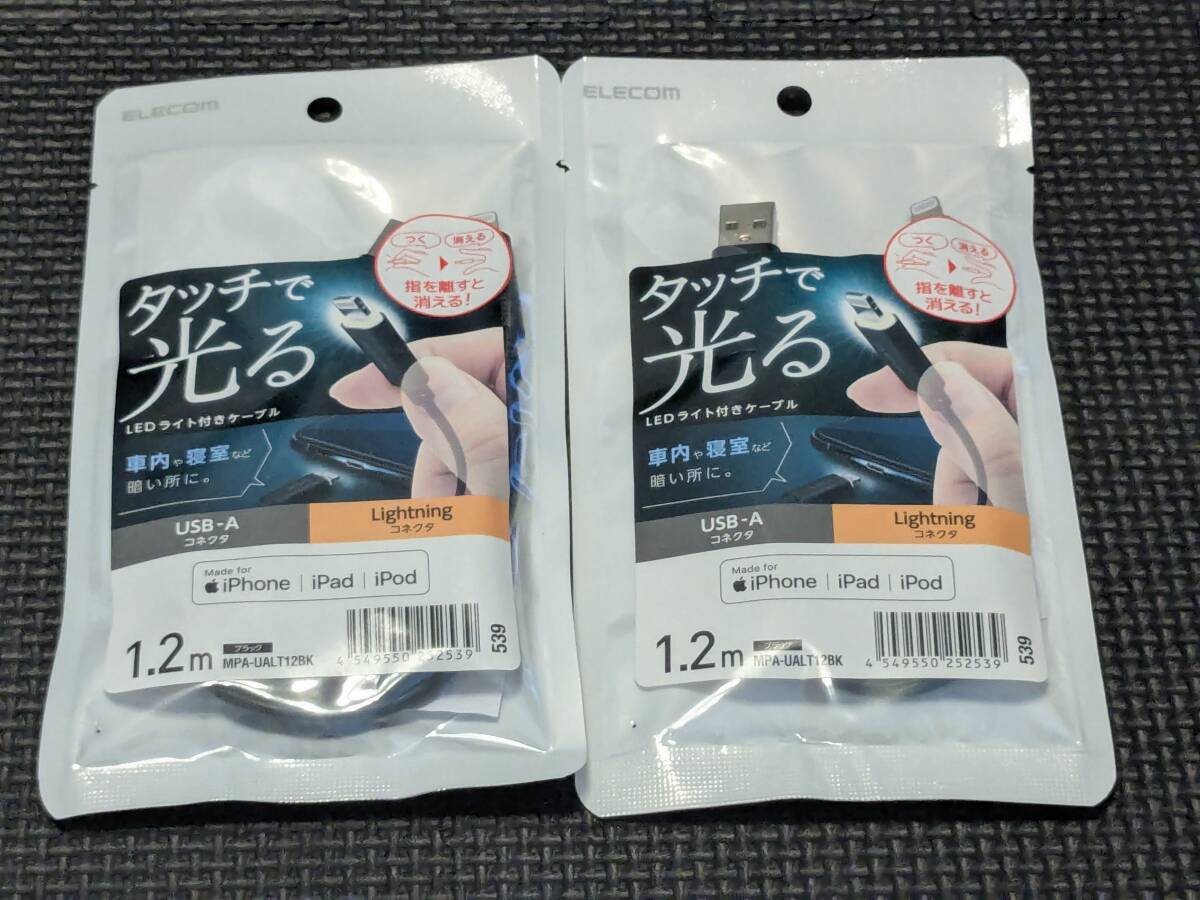 ELECOM
つく 消える
指を離すと
消える!
タッチで
光る
LEDライト付きケーブル
車内や寝室など
暗い所に。
USB-A
コネクタ
Lightning
コネクタ
Made for
iPhone | iPad | iPod
1.2m
ブラック
MPA-UALT12BK
4 549550 252539
539
ELECOM
つく 消える
指を離すと
消える!
タッチで
光る
LEDライト付きケーブル
車内や寝室など
暗い所に。
USB-A
コネクタ
Lightning
コネクタ
Made for
iPhone | iPad | iPod
1.2m
ブラック
MPA-UALT12BK
4 549550 252539
539